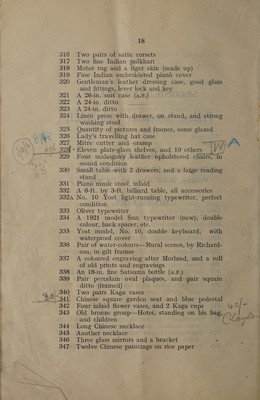 18
316 Two pairs of satin corsets
317 Two fine Indian polkhari
318 Motor rug and a tiger skin (made up)
319 Fine Indian embroidered piano cover
320 Gentleman's leather dressing case, good glass
and fittings, lever lock and key
321 A 26-in. suit case (A.F.)
322 A 24-in. ditto
323 A 24-in. ditto
324 Linen press with drawer, on stand, and strong
washing stool
325 Quantity of pictures and frames, some glazed
326 Lady's travelling hat case
327 Mitre cutter and cramp
328 Eleven plate-glass shelves, and 19 others
329 Four mahogany leather upholstered chairs, in
sound condition
330 Small table with 2 drawers, and a large reading
stand
331 Piano music stool, inlaid
332 A 6-ft. by 3-ft. billiard table, all accessories
332A No. 10 Yost light-running typewriter, perfect
condition
333 Oliver typewriter
334 A 1921 model Sun typewriter (new), double
colour, back spacer, etc.
335 Yost model, No. 10, double keyboard, with
waterproof cover
336 Pair of water-colours—Rural scenes, by Richard-
son, in gilt frames
337 A coloured engraving after Morland, and a roll
of old prints and engravings
338 An 18-in. fine Satsuma bottle (A.F.)
339 Pair porcelain oval plaques, and pair square
ditto (framed)
340 Two pairs Kaga vases
341 Chinese square garden seat and blue pedestal
342 Four inlaid flower vases, and 2 Kaga cups
343 Old bronze group—Hotei, standing on his bag,
and children
344 Long Chinese necklace
345 Another necklace
346 Three glass mirrors and a bracket
347 Twelve Chinese paintings on rice paper
40/-